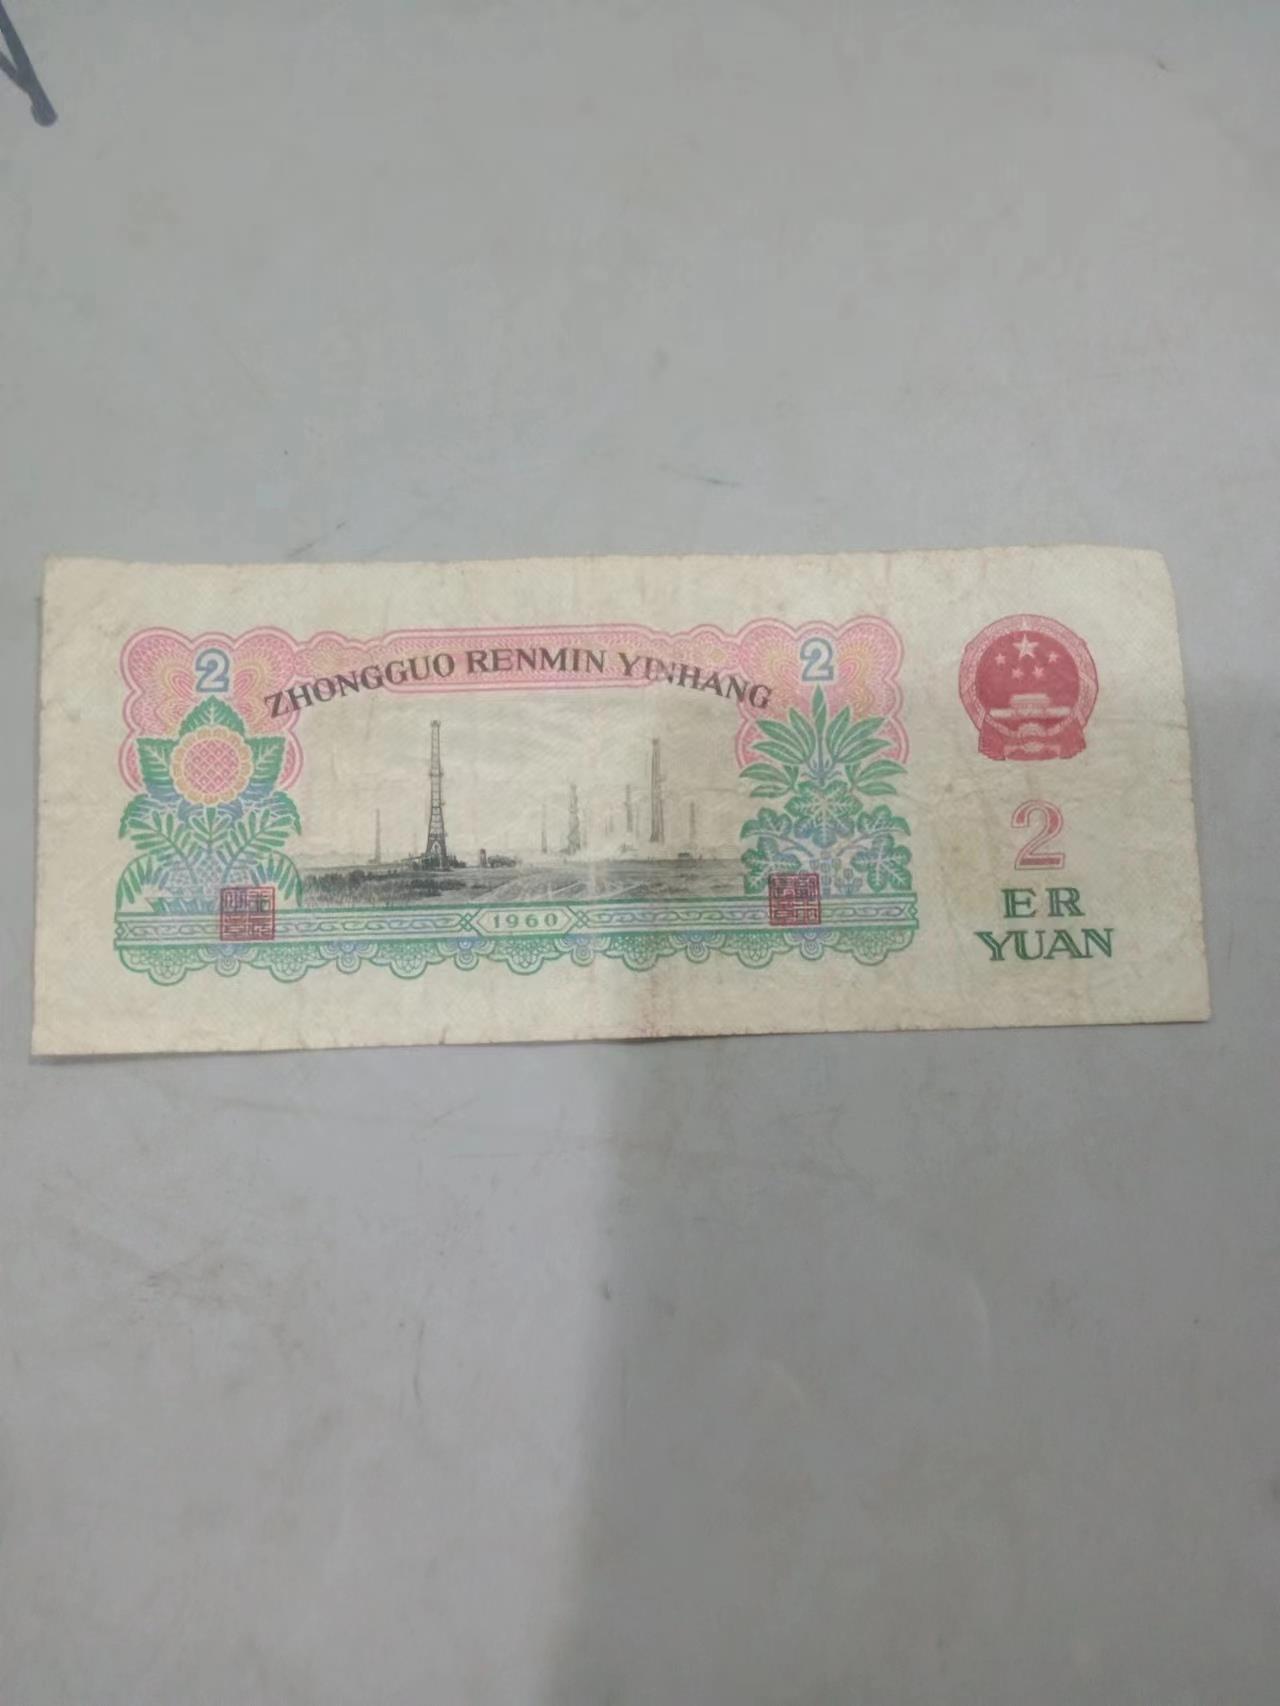 2 ZHONGGUO RENMIN YINHANG 2
1960
2
ER
YUAN